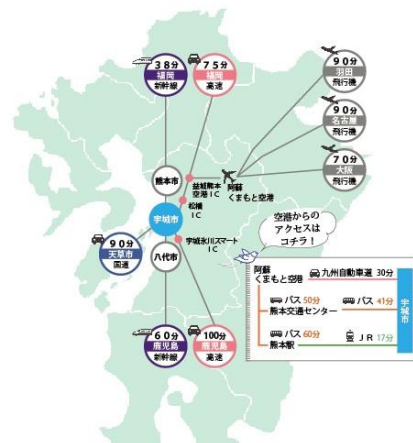 38分
福岡
新幹線
75分
福岡
高速
90分
羽田
飛行機
90分
名古屋
飛行機
70分
大阪
飛行機
熊本市
益城熊本
空港IC
阿蘇
くまもと空港
松橋
IC
宇城市
宇城氷川スマート
IC
八代市
90分
天草市
国道
60分
鹿児島
新幹線
100分
鹿児島
高速
空港からの
アクセスは
コチラ！
阿蘇
くまもと空港
九州自動車道 30分
バス 50分
熊本交通センター
バス 41分
バス 60分
熊本駅
JR 17分
宇城市